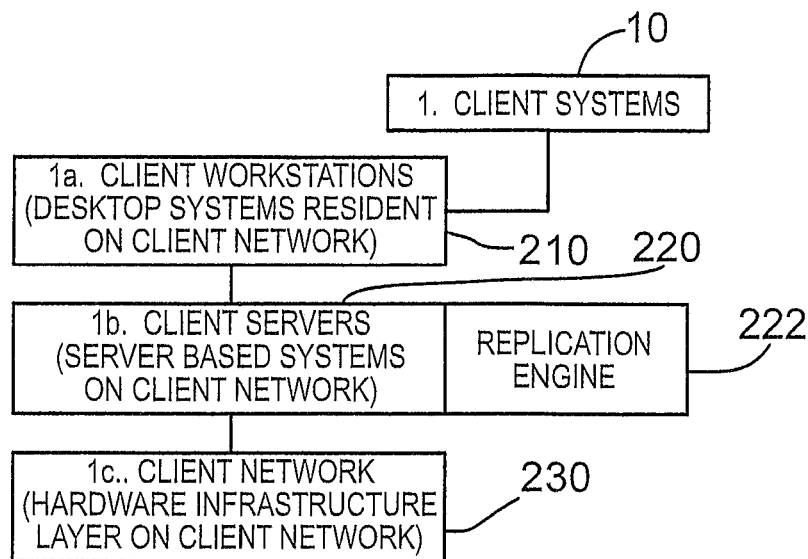 10
1. CLIENT SYSTEMS
1a. CLIENT WORKSTATIONS
(DESKTOP SYSTEMS RESIDENT
ON CLIENT NETWORK)
210
220
1b. CLIENT SERVERS
(SERVER BASED SYSTEMS
ON CLIENT NETWORK)
REPLICATION
ENGINE
222
1c.. CLIENT NETWORK
(HARDWARE INFRASTRUCTURE
LAYER ON CLIENT NETWORK)
230